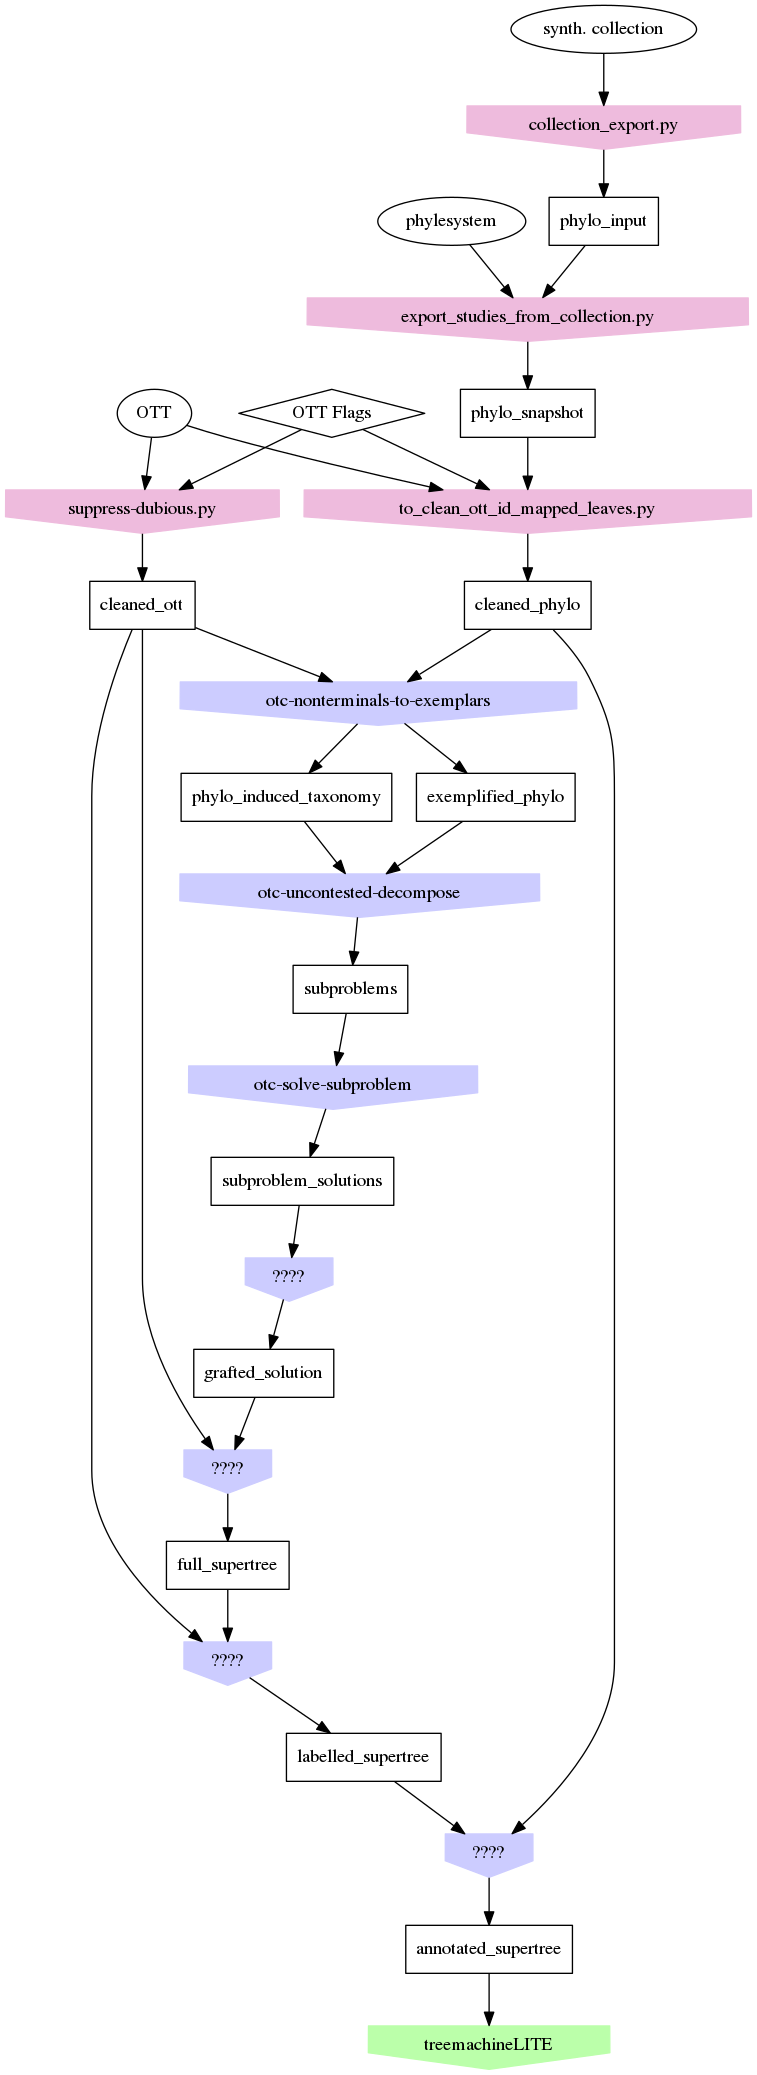 synth. collection
collection_export.py
phylesystem
phylo_input
export_studies_from_collection.py
OTT
OTT Flags
phylo_snapshot
suppress-dubious.py
to_clean_ott_id_mapped_leaves.py
cleaned_ott
cleaned_phylo
otc-nonterminals-to-exemplars
phylo_induced_taxonomy
exemplified_phylo
otc-uncontested-decompose
subproblems
otc-solve-subproblem
subproblem_solutions
????
grafted_solution
????
full_supertree
????
labelled_supertree
????
annotated_supertree
treemachineLITE